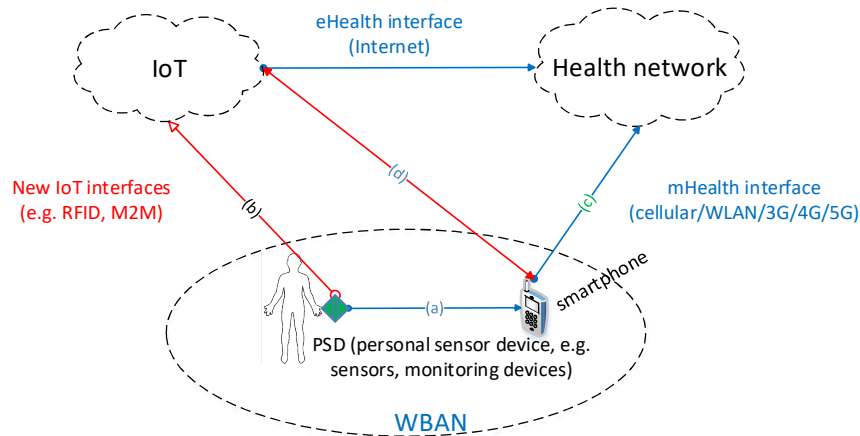 eHealth interface
(Internet)
IoT
Health network
New IoT interfaces
(e.g. RFID, M2M)
(b)
(d)
(c)
mHealth interface
(cellular/WLAN/3G/4G/5G)
(a)
smartphone
PSD (personal sensor device, e.g.
sensors, monitoring devices)
WBAN